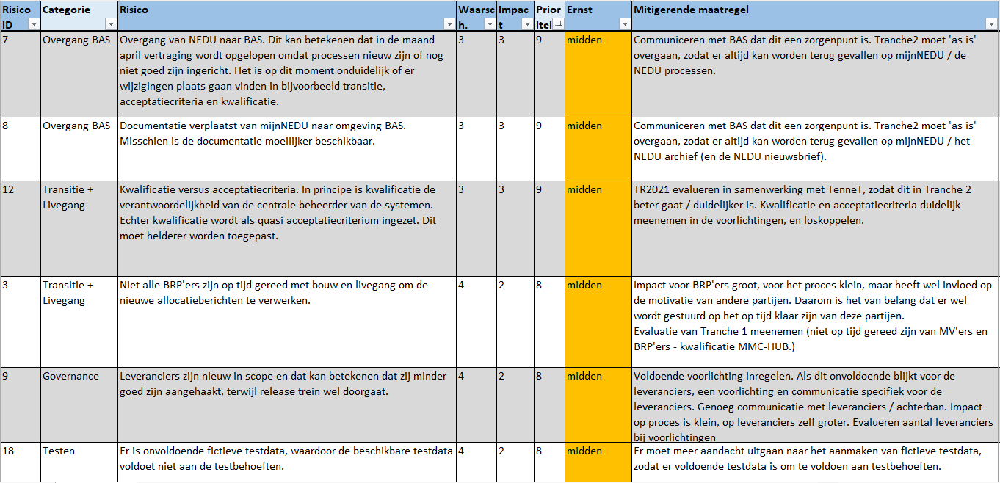 Risico ID Categorie Risico Waarsch. Impact Prioritei Ernst Mitigerende maatregel
7 Overgang BAS Overgang van NEDU naar BAS. Dit kan betekenen dat in de maand 3 3 9 midden Communiceren met BAS dat dit een zorgenpunt is. Tranche2 moet 'as is'
april vertraging wordt opgelopen omdat processen nieuw zijn of nog overgaan, zodat er altijd kan worden terug gevallen op mijnNEDU / de
niet goed zijn ingericht. Het is op dit moment onduidelijk of er NEDU processen.
wijzigingen plaats gaan vinden in bijvoorbeeld transitie,
acceptatiecriteria en kwalificatie.
8 Overgang BAS Documentatie verplaatst van mijnNEDU naar omgeving BAS. 3 3 9 midden Communiceren met BAS dat dit een zorgenpunt is. Tranche2 moet 'as is'
Misschien is de documentatie moeilijker beschikbaar. overgaan, zodat er altijd kan worden terug gevallen op mijnNEDU / het
NEDU archief (en de NEDU nieuwsbrief).
12 Transitie + Kwalificatie versus acceptatiecriteria. In principe is kwalificatie de 3 3 9 midden TR2021 evalueren in samenwerking met TenneT, zodat dit in Tranche 2
Livegang verantwoordelijkheid van de centrale beheerder van de systemen. beter gaat / duidelijker is. Kwalificatie en acceptatiecriteria duidelijk
Echter kwalificatie wordt als quasi acceptatiecriterium ingezet. Dit meenemen in de voorlichtingen, en loskoppelen.
moet helderer worden toegepast.
3 Transitie + Niet alle BRP'ers zijn op tijd gereed met bouw en livegang om de 4 2 8 midden Impact voor BRP'ers groot, voor het proces klein, maar heeft wel invloed op
Livegang nieuwe allocatieberichten te verwerken. de motivatie van andere partijen. Daarom is het van belang dat er wel
wordt gestuurd op het op tijd klaar zijn van deze partijen.
Evaluatie van Tranche 1 meenemen (niet op tijd gereed zijn van MV'ers en
BRP'ers - kwalificatie MMC-HUB.)
9 Governance Leveranciers zijn nieuw in scope en dat kan betekenen dat zij minder 4 2 8 midden Voldoende voorlichting inregelen. Als dit onvoldoende blijkt voor de
goed zijn aangehaakt, terwijl release trein wel doorgaat. leveranciers, een voorlichting en communicatie specifiek voor de
leveranciers. Genoeg communicatie met leveranciers / achterban. Impact
op proces is klein, op leveranciers zelf groter. Evalueren aantal leveranciers
bij voorlichtingen
18 Testen Er is onvoldoende fictieve testdata, waardoor de beschikbare testdata 4 2 8 midden Er moet meer aandacht uitgaan naar het aanmaken van fictieve testdata,
voldoet niet aan de testbehoeften. zodat er voldoende testdata is om te voldoen aan testbehoeften.